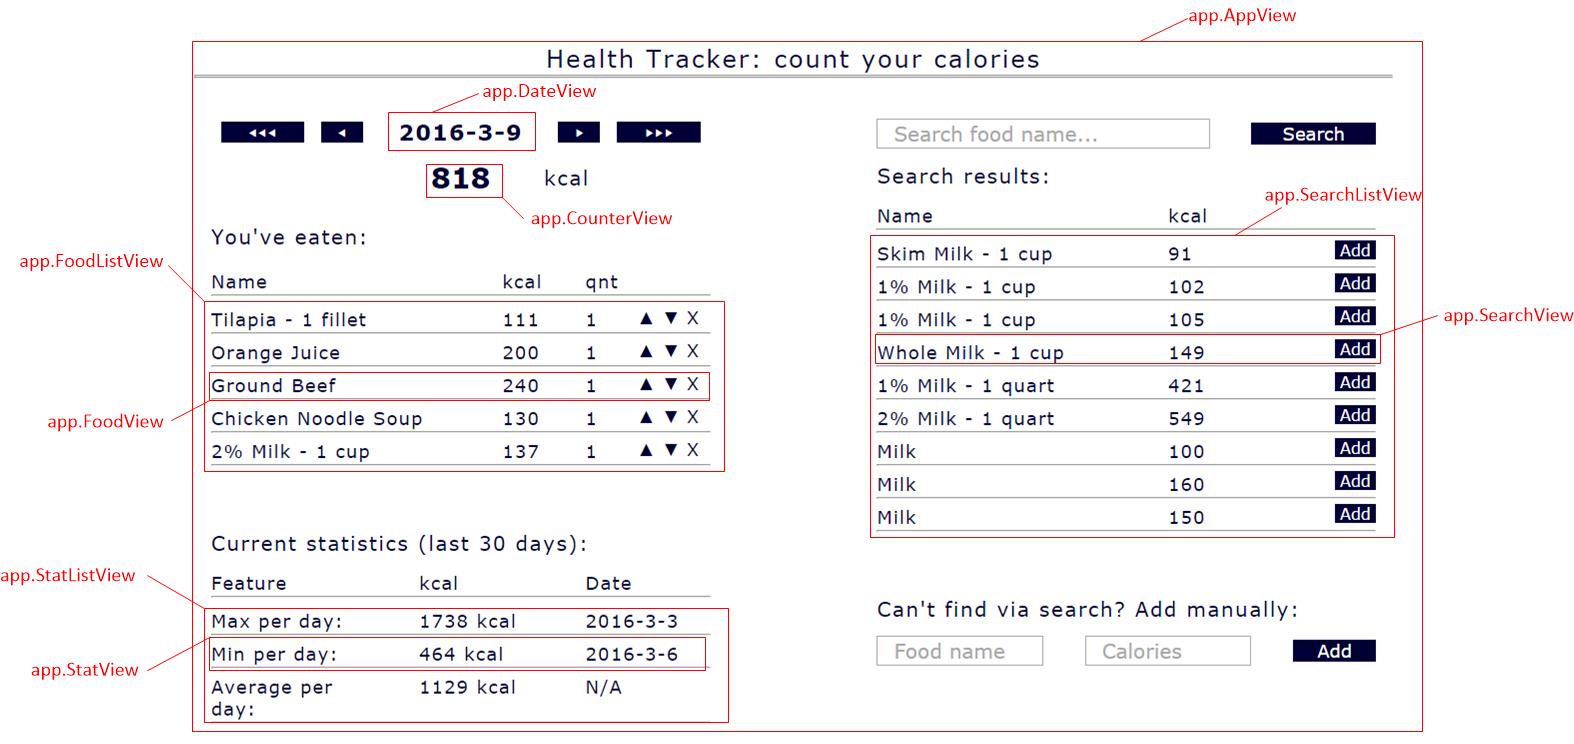 app.AppView
Health Tracker: count your calories
app.DateView
◄◄◄ ◄ 2016-3-9 ► ►►►
818 kcal
app.CounterView
You've eaten:
app.FoodListView
Name kcal qnt
Tilapia - 1 fillet 111 1 ▲ ▼ X
Orange Juice 200 1 ▲ ▼ X
Ground Beef 240 1 ▲ ▼ X
app.FoodView
Chicken Noodle Soup 130 1 ▲ ▼ X
2% Milk - 1 cup 137 1 ▲ ▼ X
Current statistics (last 30 days):
app.StatListView
Feature kcal Date
Max per day: 1738 kcal 2016-3-3
Min per day: 464 kcal 2016-3-6
app.StatView
Average per 1129 kcal N/A
day:
Search food name... Search
Search results:
app.SearchListView
Name kcal
Skim Milk - 1 cup 91 Add
1% Milk - 1 cup 102 Add
1% Milk - 1 cup 105 Add
app.SearchView
Whole Milk - 1 cup 149 Add
1% Milk - 1 quart 421 Add
2% Milk - 1 quart 549 Add
Milk 100 Add
Milk 160 Add
Milk 150 Add
Can't find via search? Add manually:
Food name Calories Add